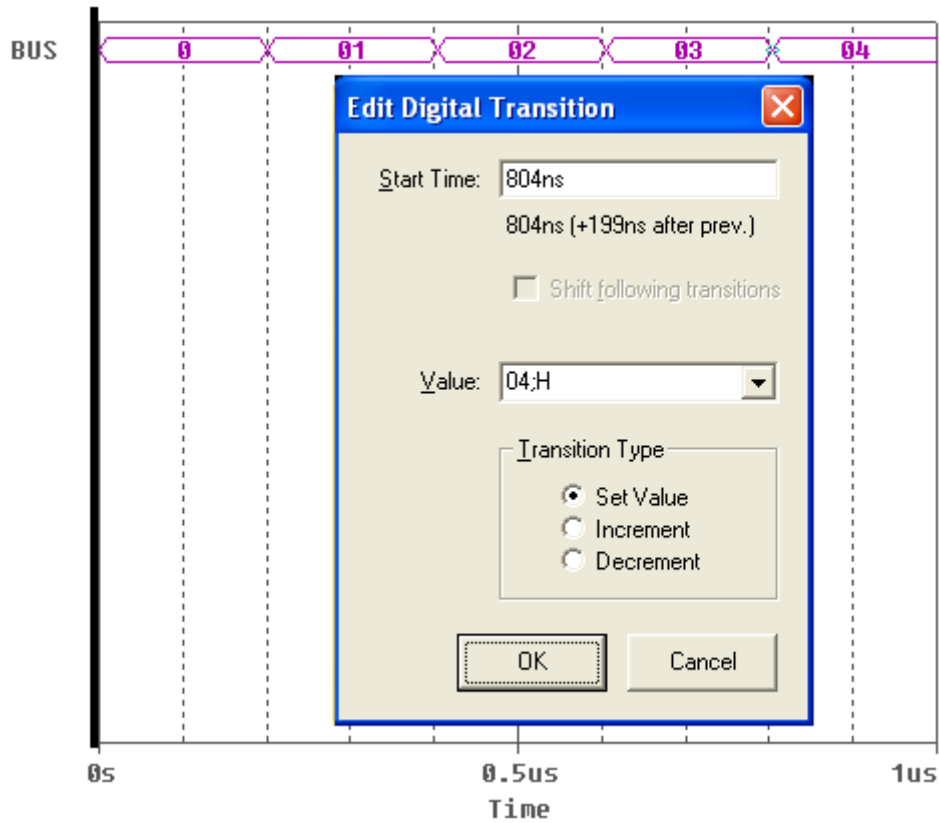 BUS 0 01 02 03 04
Edit Digital Transition
Start Time: 804ns
804ns (+199ns after prev.)
Shift following transitions
Value: 04;H
Transition Type
Set Value
Increment
Decrement
OK Cancel
0s 0.5us 1us
Time